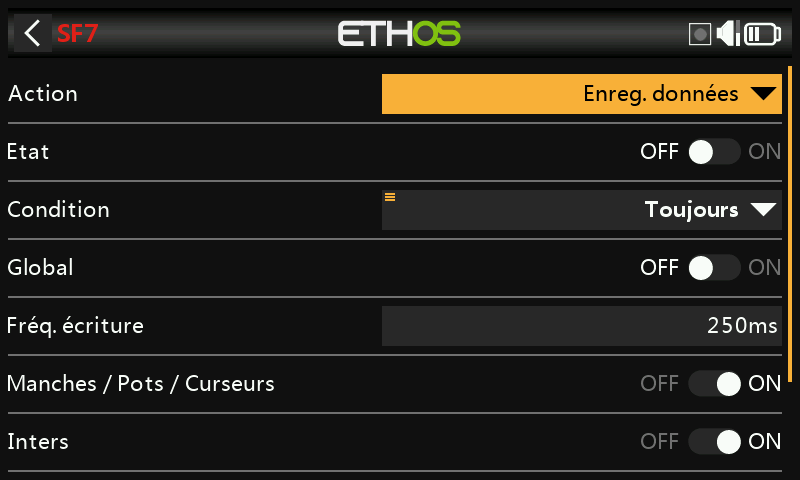 SF7 ETHOS
Action Enreg. données
Etat OFF ON
Condition Toujours
Global OFF ON
Fréq. écriture 250ms
Manches / Pots / Curseurs OFF ON
Inters OFF ON